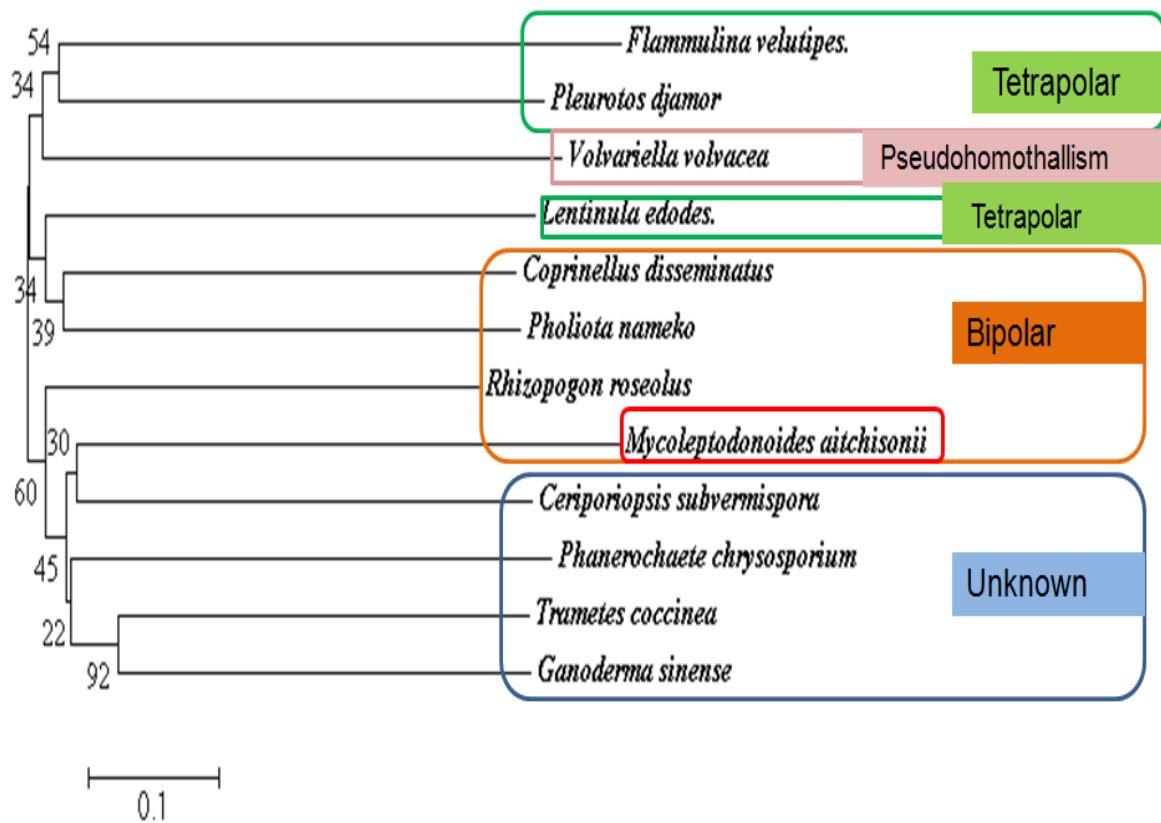 54
Flammulina velutipes.
Tetrapolar
34
Pleurotos djamor
Volvariella volvacea
Pseudohomothallism
Lentinula edodes.
Tetrapolar
34
Coprinellus disseminatus
39
Pholiota nameko
Bipolar
Rhizopogon roseolus
30
Mycoleptodonoides aitchisonii
60
Ceriporiopsis subvermispora
45
Phanerochaete chrysosporium
Unknown
22
Trametes coccinea
92
Ganoderma sinense
0.1